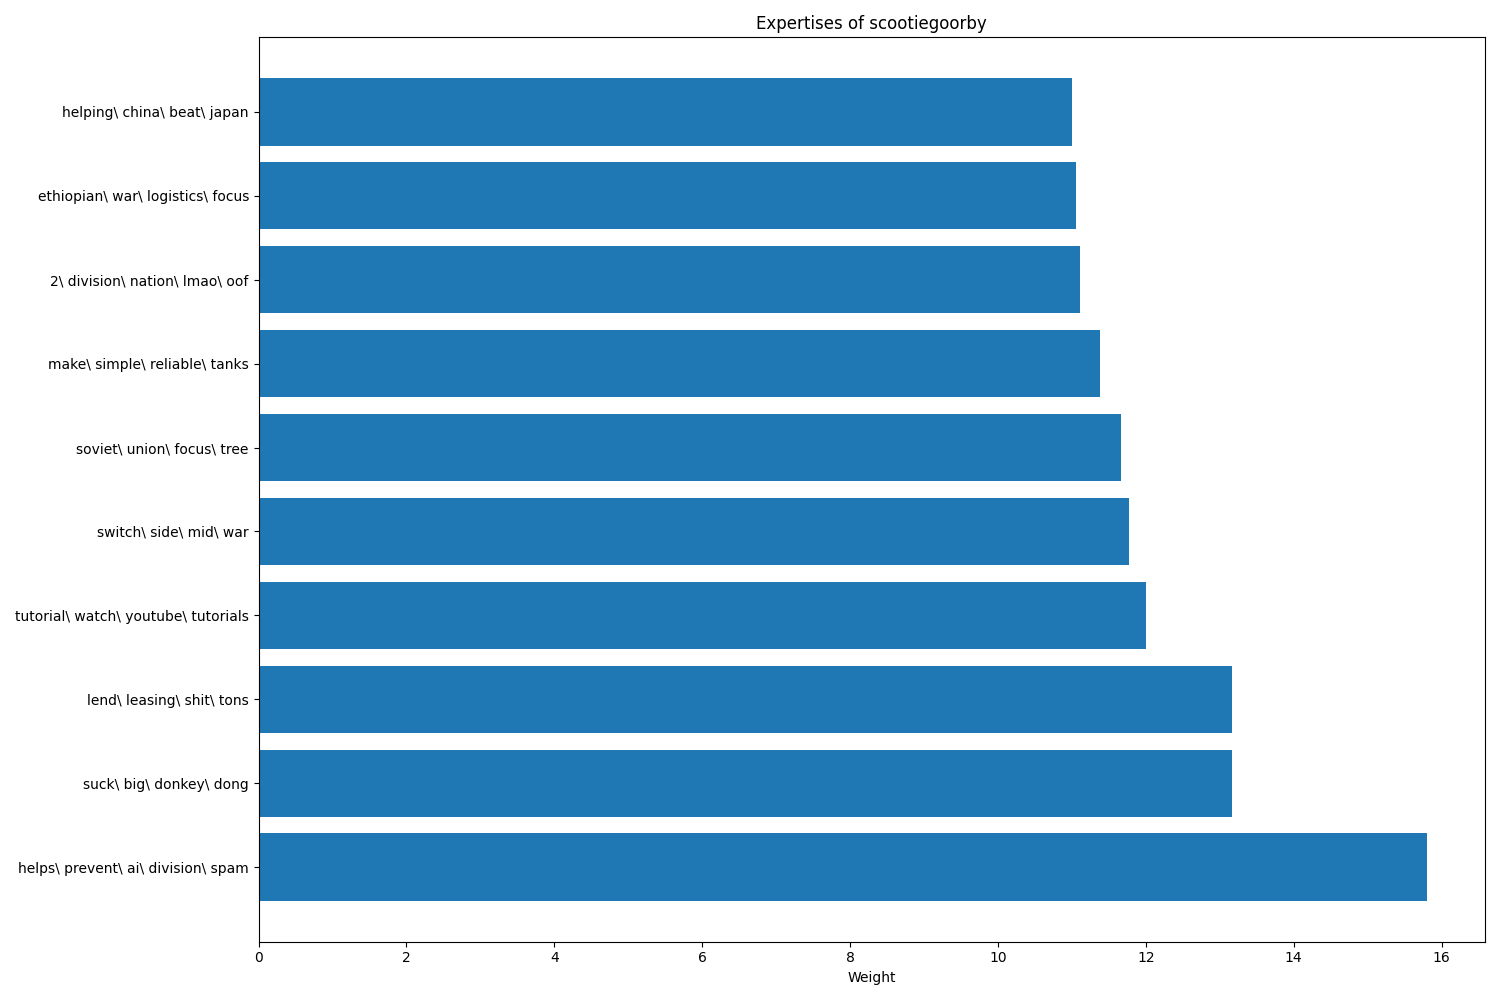 Expertises of scootiegoorby
helping\ china\ beat\ japan
ethiopian\ war\ logistics\ focus
2\ division\ nation\ lmao\ oof
make\ simple\ reliable\ tanks
soviet\ union\ focus\ tree
switch\ side\ mid\ war
tutorial\ watch\ youtube\ tutorials
lend\ leasing\ shit\ tons
suck\ big\ donkey\ dong
helps\ prevent\ ai\ division\ spam
0 2 4 6 8 10 12 14 16
Weight